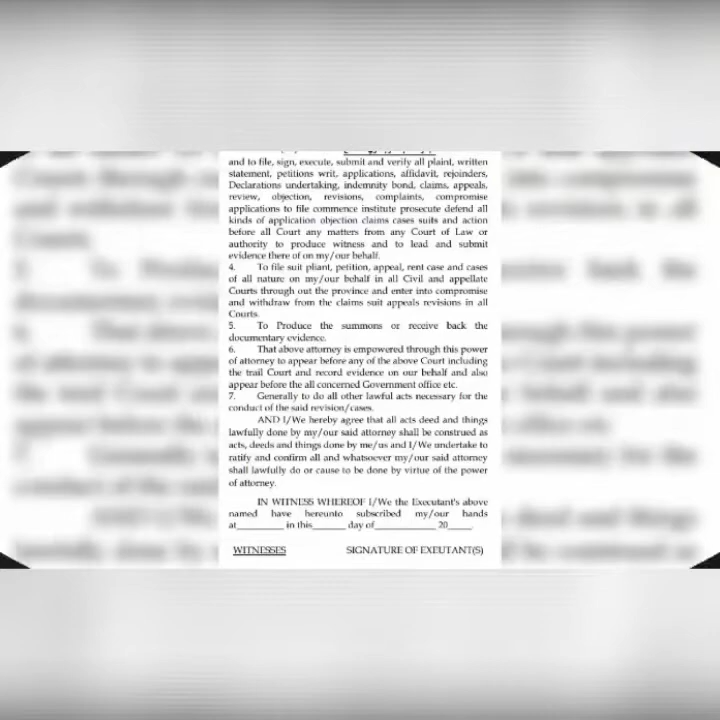 and to file, sign, execute, submit and verify all plaint, written
statement, petitions writ, applications, affidavit, rejoinders,
Declarations undertaking, indemnity bond, claims, appeals,
review, objection, revisions, complaints, compromise
applications to file commence institute prosecute defend all
kinds of application objection claims cases suits and action
before all Court any matters from any Court of Law or
authority to produce witness and to lead and submit
evidence there of on my/our behalf.
4. To file suit pliant, petition, appeal, rent case and cases
of all nature on my/our behalf in all Civil and appellate
Courts through out the province and enter into compromise
and withdraw from the claims suit appeals revisions in all
Courts.
5. To Produce the summons or receive back the
documentary evidence.
6. That above attorney is empowered through this power
of attorney to appear before any of the above Court including
the trail Court and record evidence on our behalf and also
appear before the all concerned Government office etc.
7. Generally to do all other lawful acts necessary for the
conduct of the said revision/cases.
AND I/We hereby agree that all acts deed and things
lawfully done by my/our said attorney shall be construed as
acts, deeds and things done by me/us and I/We undertake to
ratify and confirm all and whatsoever my/our said attorney
shall lawfully do or cause to be done by virtue of the power
of attorney.
IN WITNESS WHEREOF I/We the Executant's above
named have hereunto subscribed my/our hands
at__________ in this_______ day of_____________ 20_____.
WITNESSES SIGNATURE OF EXEUTANT(S)